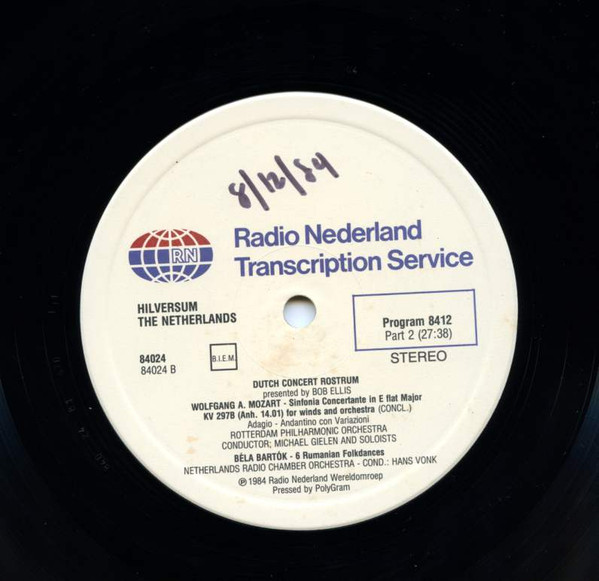 8/12/84
RN
Radio Nederland
Transcription Service
HILVERSUM
THE NETHERLANDS
Program 8412
Part 2 (27:38)
84024
84024 B
B.I.E.M.
STEREO
DUTCH CONCERT ROSTRUM
presented by BOB ELLIS
WOLFGANG A. MOZART - Sinfonia Concertante in E flat Major
KV 297B (Anh. 14.01) for winds and orchestra (CONCL.)
Adagio - Andantino con Variazioni
ROTTERDAM PHILHARMONIC ORCHESTRA
CONDUCTOR; MICHAEL GIELEN AND SOLOISTS
BÈLA BARTÓK - 6 Rumanian Folkdances
NETHERLANDS RADIO CHAMBER ORCHESTRA - COND.: HANS VONK
℗ 1984 Radio Nederland Wereldomroep
Pressed by PolyGram